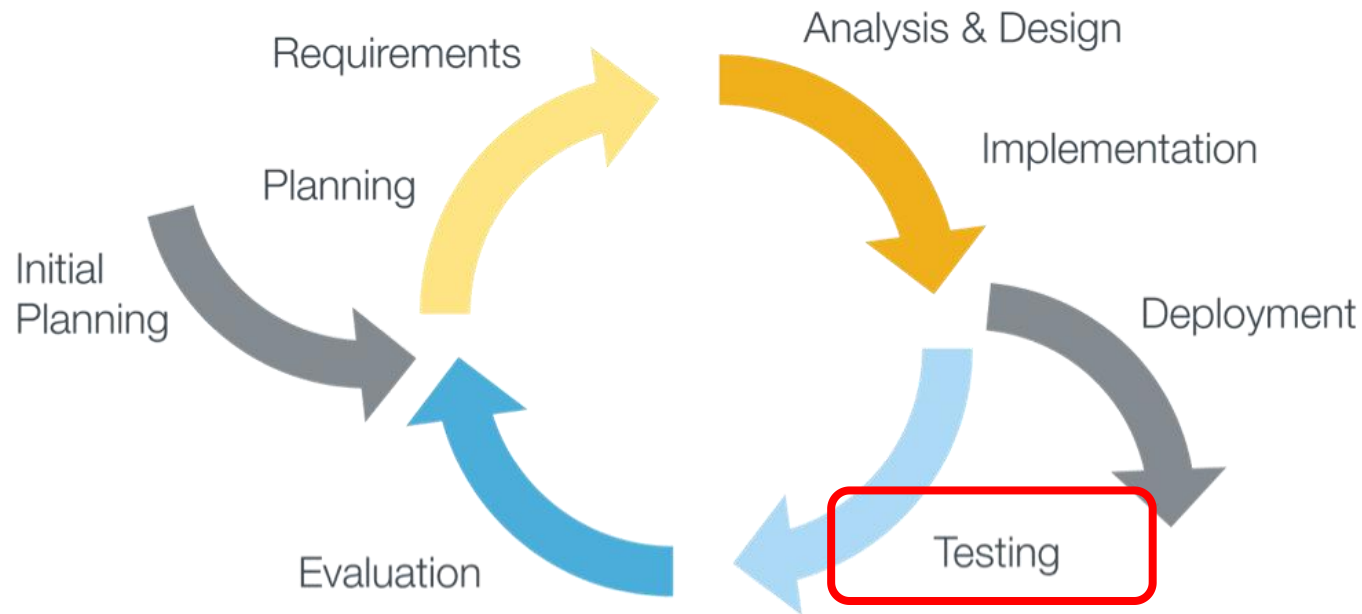 Analysis & Design
Requirements
Implementation
Planning
Initial
Planning
Deployment
Testing
Evaluation